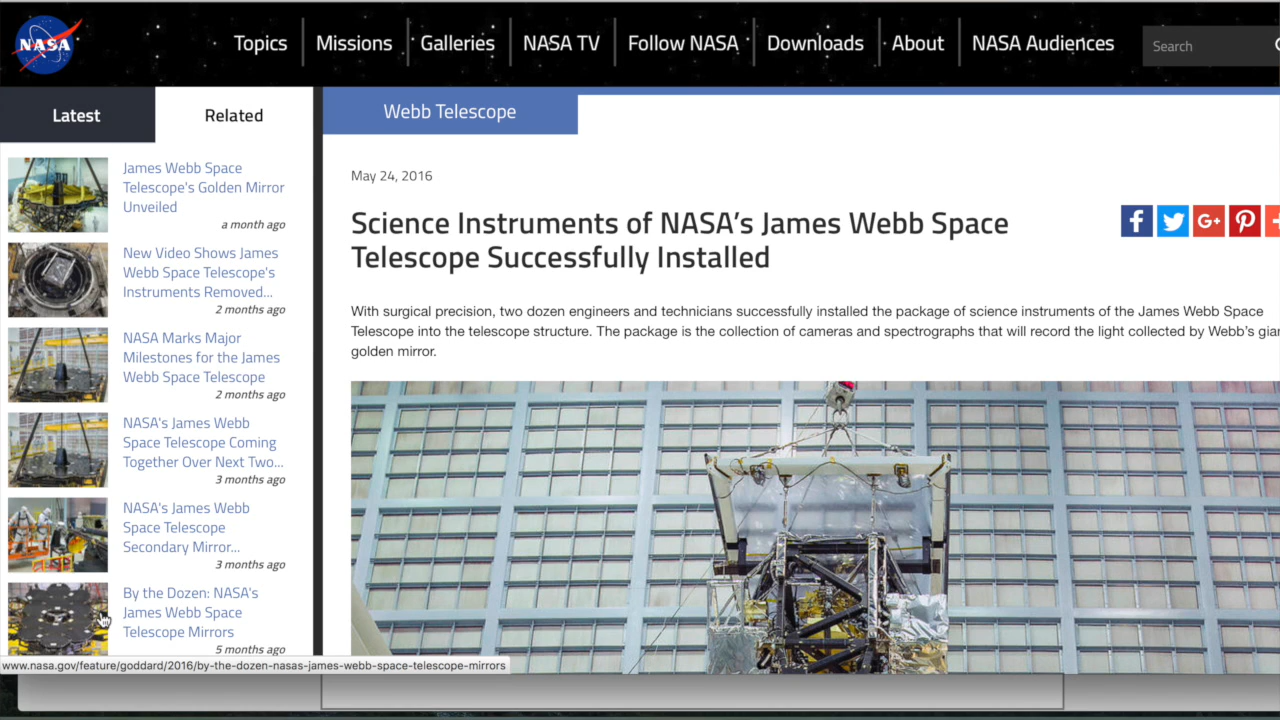 NASA
Topics
Missions
Galleries
NASA TV
Follow NASA
Downloads
About
NASA Audiences
Search
Latest
Related
James Webb Space
Telescope's Golden Mirror
Unveiled
a month ago
New Video Shows James
Webb Space Telescope's
Instruments Removed...
2 months ago
NASA Marks Major
Milestones for the James
Webb Space Telescope
2 months ago
NASA's James Webb
Space Telescope Coming
Together Over Next Two...
3 months ago
NASA's James Webb
Space Telescope
Secondary Mirror...
3 months ago
By the Dozen: NASA's
James Webb Space
Telescope Mirrors
5 months ago
www.nasa.gov/feature/goddard/2016/by-the-dozen-nasas-james-webb-space-telescope-mirrors
Webb Telescope
May 24, 2016
Science Instruments of NASA’s James Webb Space
Telescope Successfully Installed
With surgical precision, two dozen engineers and technicians successfully installed the package of science instruments of the James Webb Space
Telescope into the telescope structure. The package is the collection of cameras and spectrographs that will record the light collected by Webb’s
golden mirror.